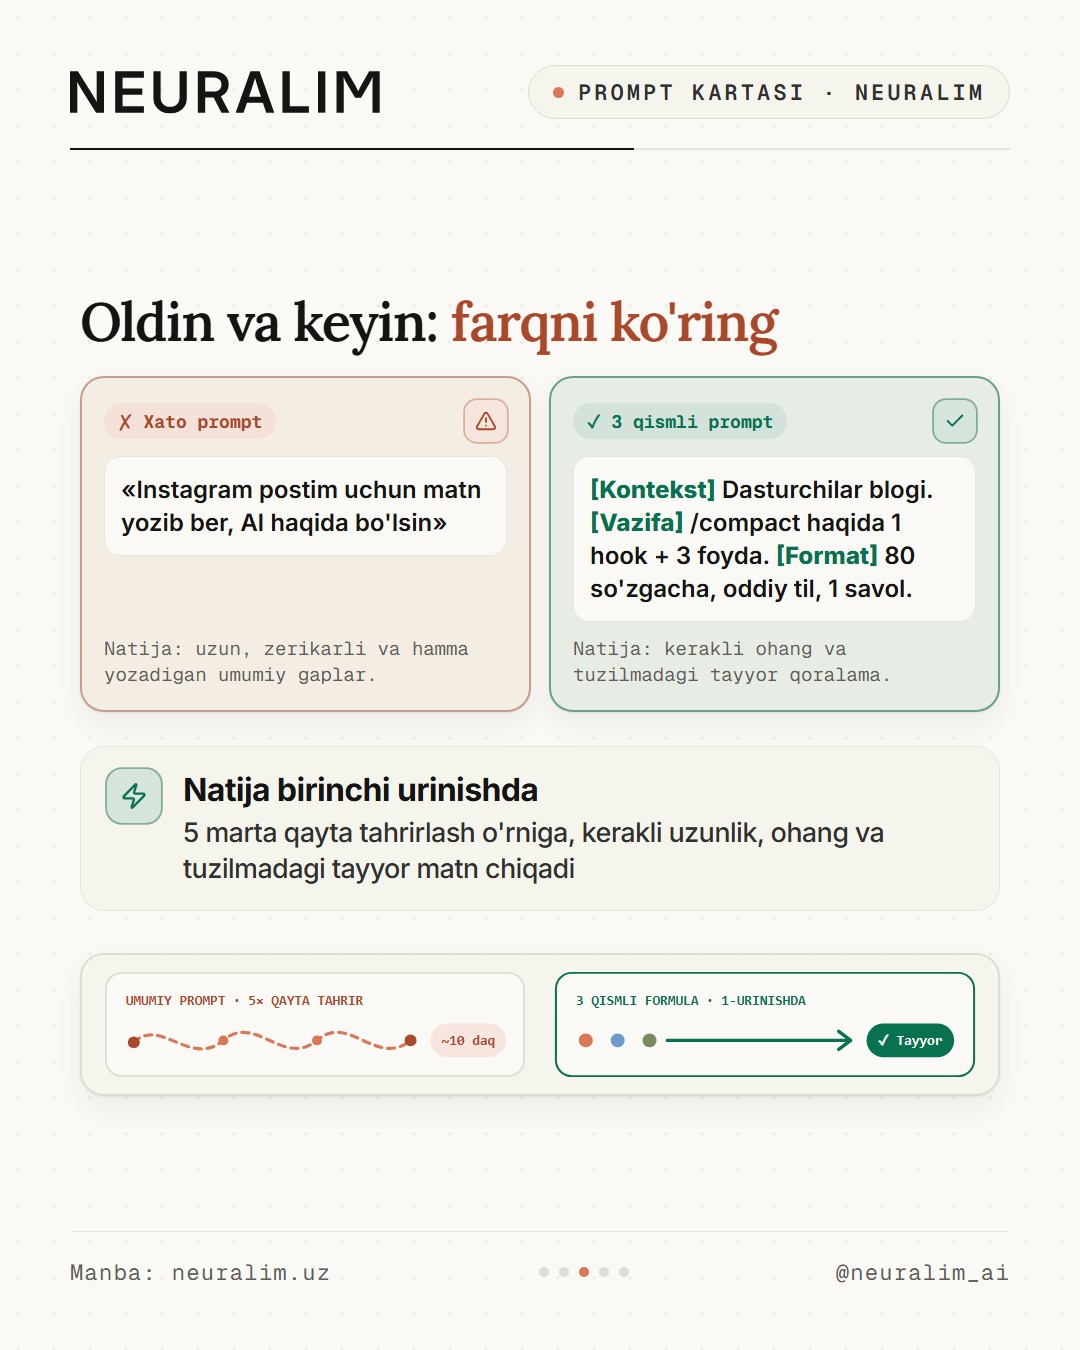 NEURALIM
PROMPT KARTASI · NEURALIM
Oldin va keyin: farqni ko'ring
✗ Xato prompt
«Instagram postim uchun matn
yozib ber, AI haqida bo'lsin»
Natija: uzun, zerikarli va hamma
yozadigan umumiy gaplar.
✓ 3 qismli prompt
[Kontekst] Dasturchilar blogi.
[Vazifa] /compact haqida 1
hook + 3 foyda. [Format] 80
so'zgacha, oddiy til, 1 savol.
Natija: kerakli ohang va
tuzilmadagi tayyor qoralama.
Natija birinchi urinishda
5 marta qayta tahrirlash o'rniga, kerakli uzunlik, ohang va
tuzilmadagi tayyor matn chiqadi
UMUMIY PROMPT · 5× QAYTA TAHRIR
~10 daq
3 QISMLI FORMULA · 1-URINISHDA
✓ Tayyor
Manba: neuralim.uz
@neuralim_ai